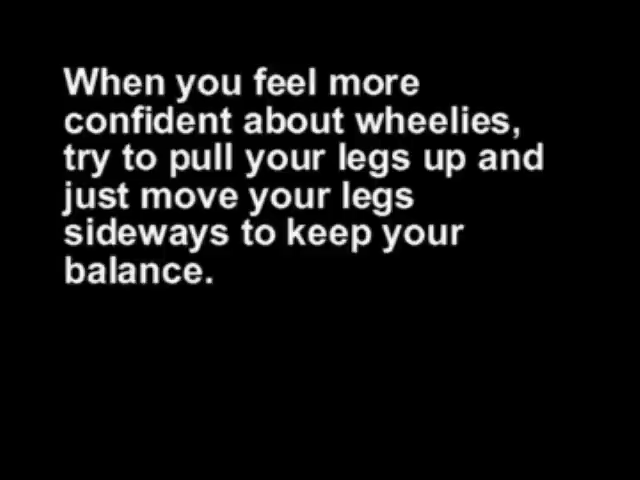 When you feel more
confident about wheelies,
try to pull your legs up and
just move your legs
sideways to keep your
balance.